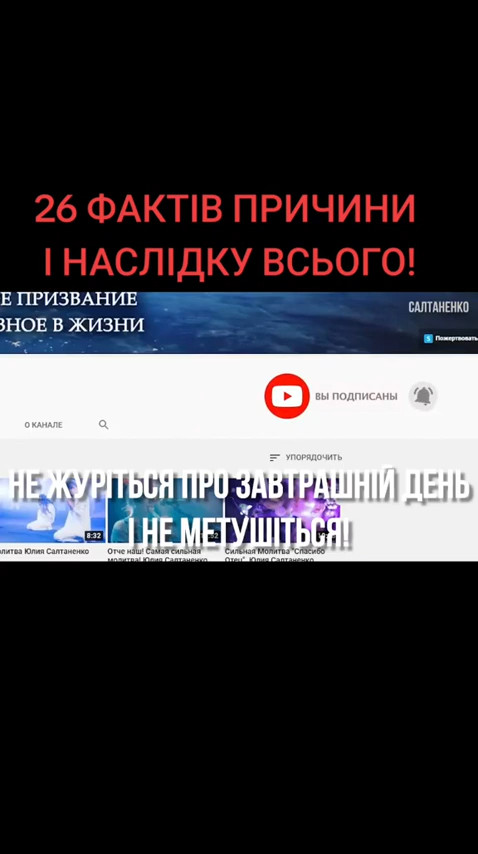 26 ФАКТІВ ПРИЧИНИ
І НАСЛІДКУ ВСЬОГО!
Е ПРИЗВАНИЕ
ВНОЕ В ЖИЗНИ
САЛТАНЕНКО
Пожертвовать
ВЫ ПОДПИСАНЫ
О КАНАЛЕ
УПОРЯДОЧИТЬ
НЕ ЖУРІТЬСЯ ПРО ЗАВТРАШНІЙ ДЕНЬ
І НЕ МЕТУШІТЬСЯ!
8:32
литва Юлия Салтаненко
Отче наш! Самая сильная
молитва! Юлия Салтаненко
Сильная Молитва "Спасибо
Отец". Юлия Салтаненко